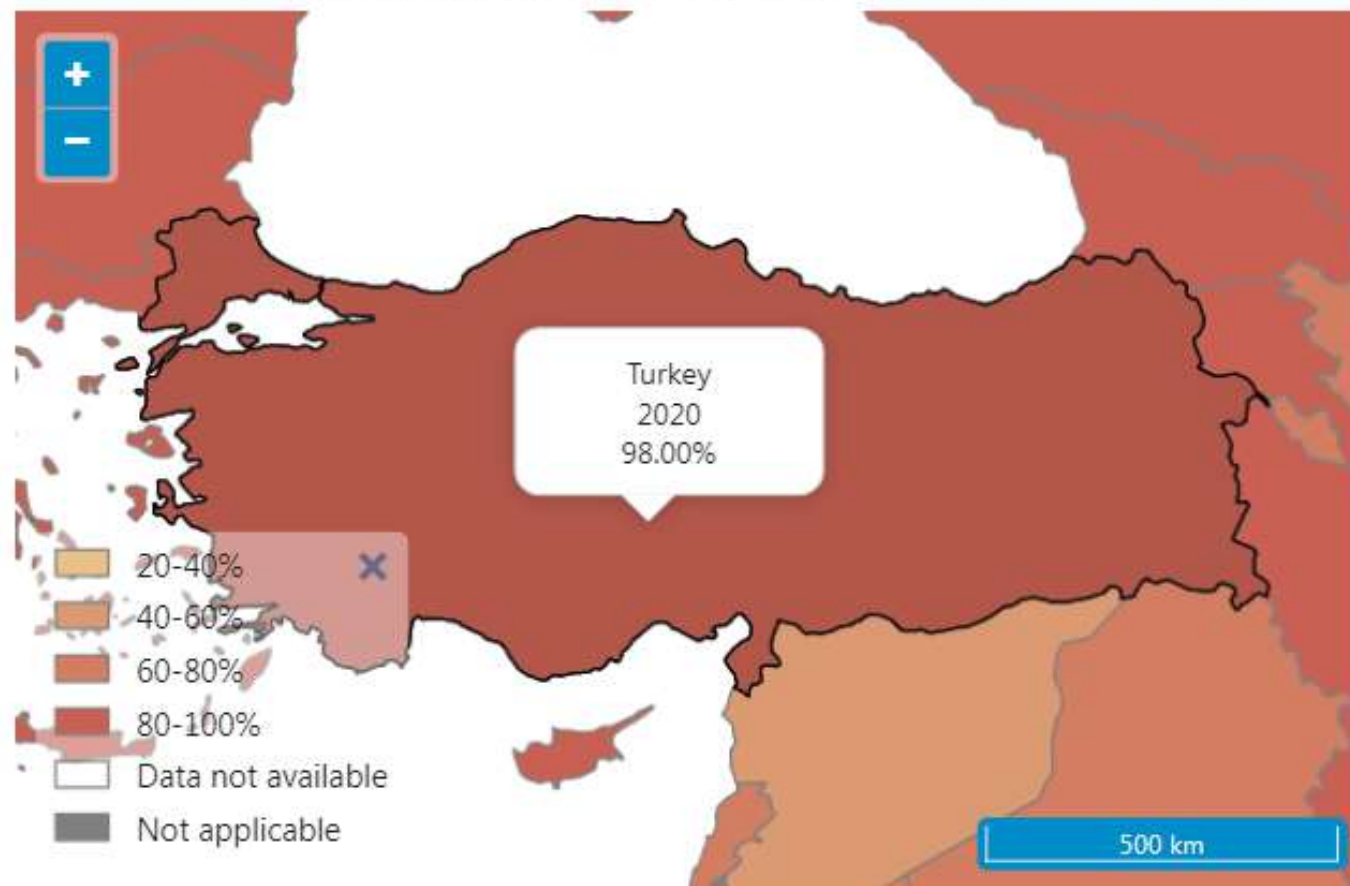 +
−
Turkey
2020
98.00%
20-40%
40-60%
60-80%
80-100%
Data not available
Not applicable
500 km